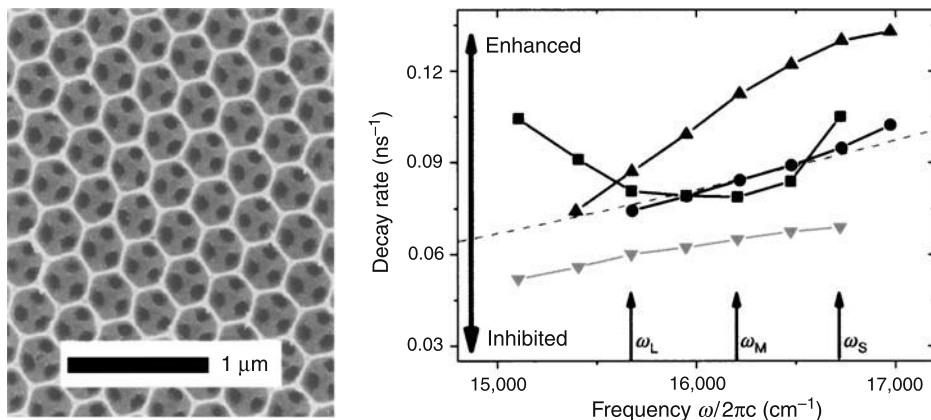 1 μm
Decay rate (ns⁻¹)
0.12
0.09
0.06
0.03
Enhanced
Inhibited
ω_L
ω_M
ω_S
15,000
16,000
17,000
Frequency ω/2πc (cm⁻¹)